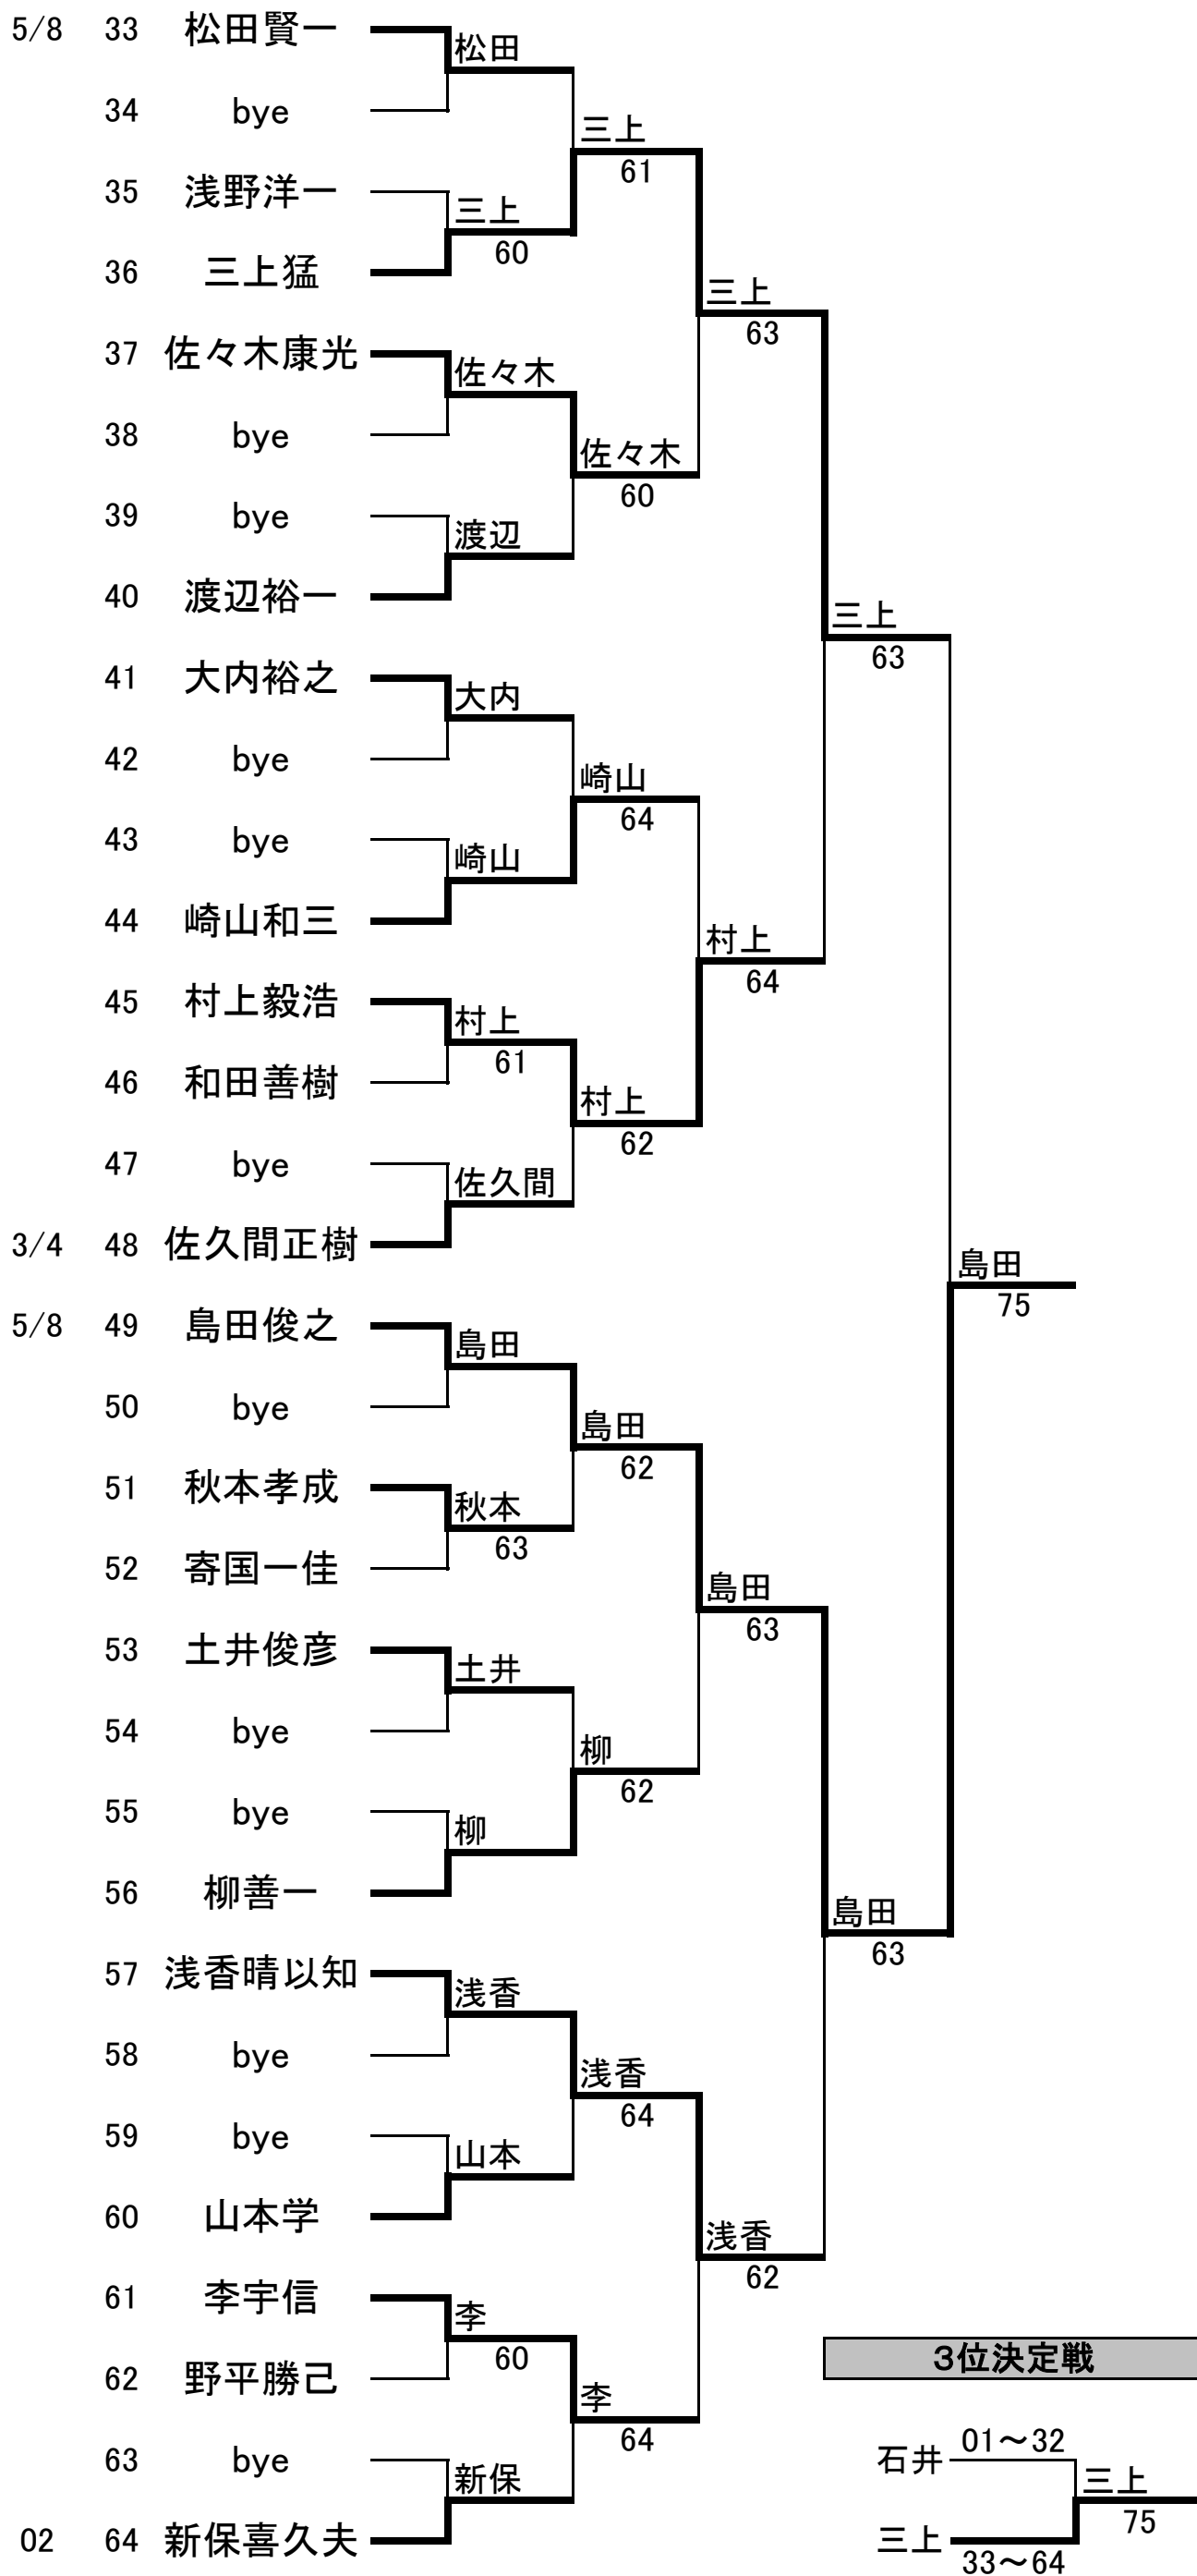 5/8 33 松田賢一
松田
34 bye
三上
61
35 浅野洋一
三上
60
36 三上猛
三上
63
37 佐々木康光
佐々木
38 bye
佐々木
60
39 bye
渡辺
40 渡辺裕一
三上
63
41 大内裕之
大内
42 bye
崎山
64
43 bye
崎山
44 崎山和三
村上
64
45 村上毅浩
村上
61
46 和田善樹
村上
62
47 bye
佐久間
3/4 48 佐久間正樹
島田
75
5/8 49 島田俊之
島田
50 bye
島田
62
51 秋本孝成
秋本
63
52 寄国一佳
島田
63
53 土井俊彦
土井
54 bye
柳
62
55 bye
柳
56 柳善一
島田
63
57 浅香晴以知
浅香
58 bye
浅香
64
59 bye
山本
60 山本学
浅香
62
61 李宇信
李
60
62 野平勝己
李
64
63 bye
新保
02 64 新保喜久夫
3位決定戦
石井 01～32
三上
75
三上 33～64